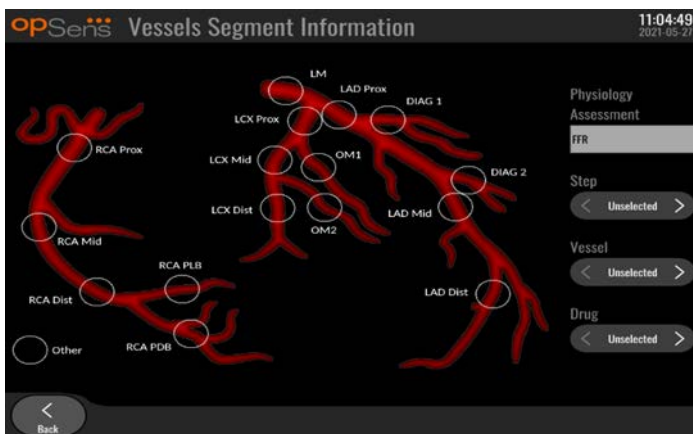 opSens Vessels Segment Information
11:04:49
2021-05-27
LM
LAD Prox
DIAG 1
LCX Prox
RCA Prox
LCX Mid
OM1
DIAG 2
LCX Dist
OM2
LAD Mid
RCA Mid
RCA PLB
RCA Dist
LAD Dist
RCA PDB
Other
Physiology
Assessment
FFR
Step
< Unselected >
Vessel
< Unselected >
Drug
< Unselected >
<
Back